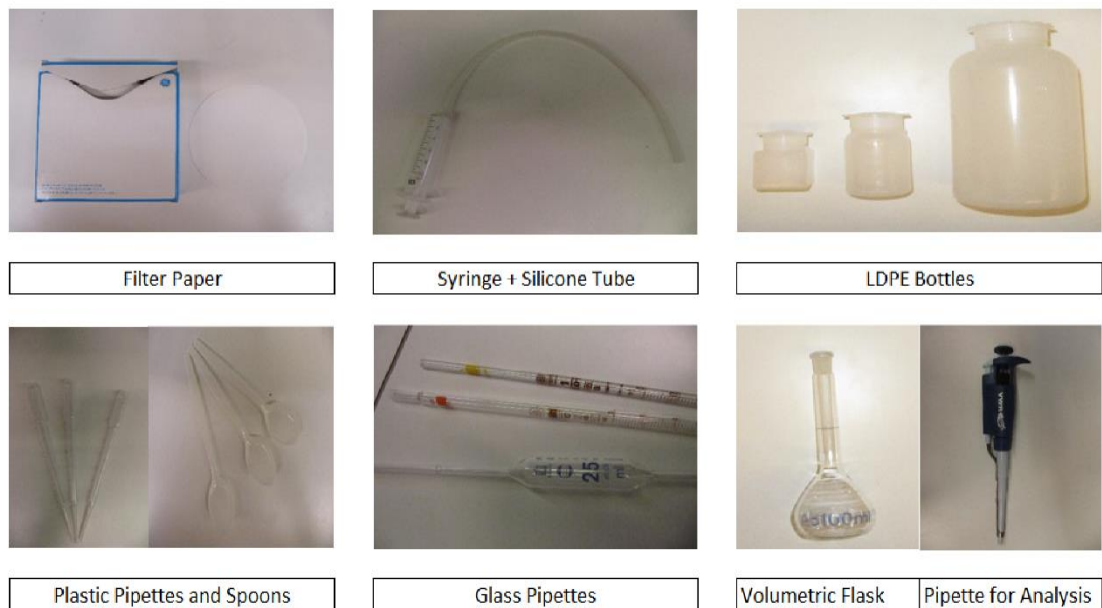 Filter Paper
Syringe + Silicone Tube
LDPE Bottles
25
ml
100ml
Plastic Pipettes and Spoons
Glass Pipettes
Volumetric Flask
Pipette for Analysis